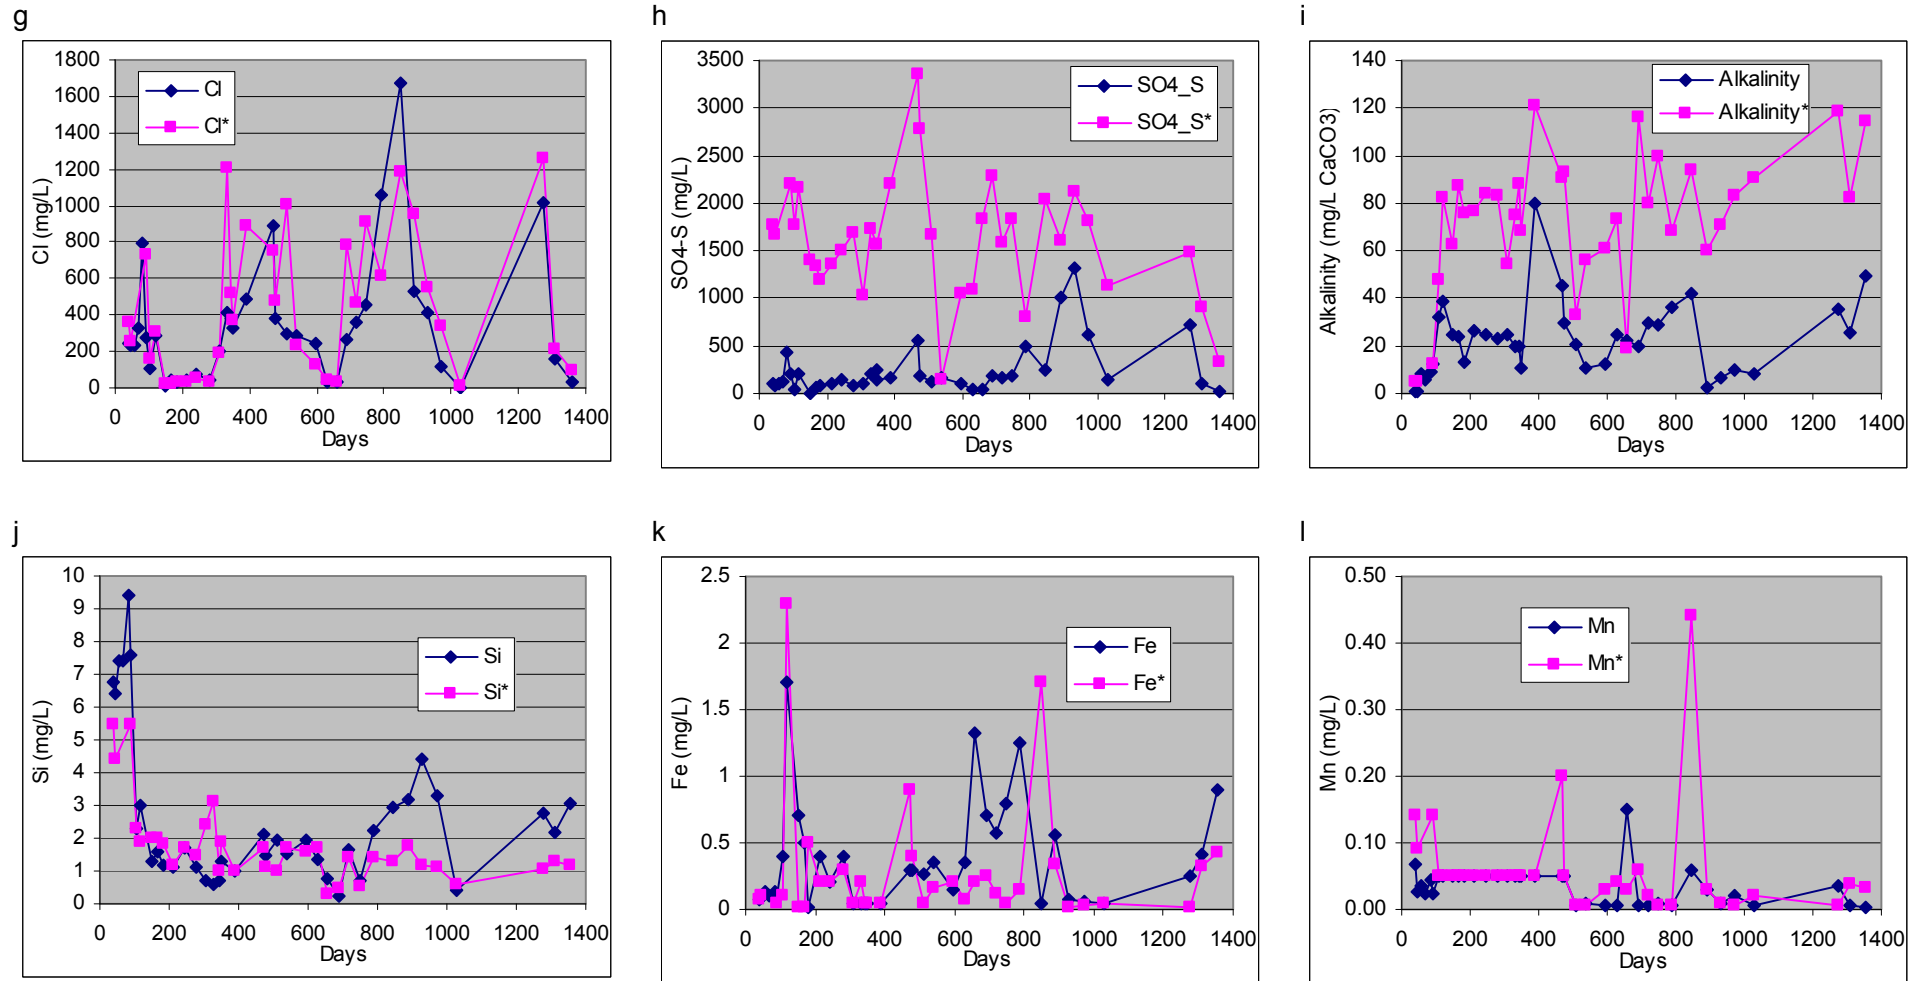 g
h
i
1800
1600
1400
1200
1000
800
600
400
200
0
Cl (mg/L)
Cl
Cl*
0 200 400 600 800 1000 1200 1400
Days
3500
3000
2500
2000
1500
1000
500
0
SO4-S (mg/L)
SO4_S
SO4_S*
0 200 400 600 800 1000 1200 1400
Days
140
120
100
80
60
40
20
0
Alkalinity (mg/L CaCO3)
Alkalinity
Alkalinity*
0 200 400 600 800 1000 1200 1400
Days
j
k
l
10
9
8
7
6
5
4
3
2
1
0
Si (mg/L)
Si
Si*
0 200 400 600 800 1000 1200 1400
Days
2.5
2
1.5
1
0.5
0
Fe (mg/L)
Fe
Fe*
0 200 400 600 800 1000 1200 1400
Days
0.50
0.40
0.30
0.20
0.10
0.00
Mn (mg/L)
Mn
Mn*
0 200 400 600 800 1000 1200 1400
Days